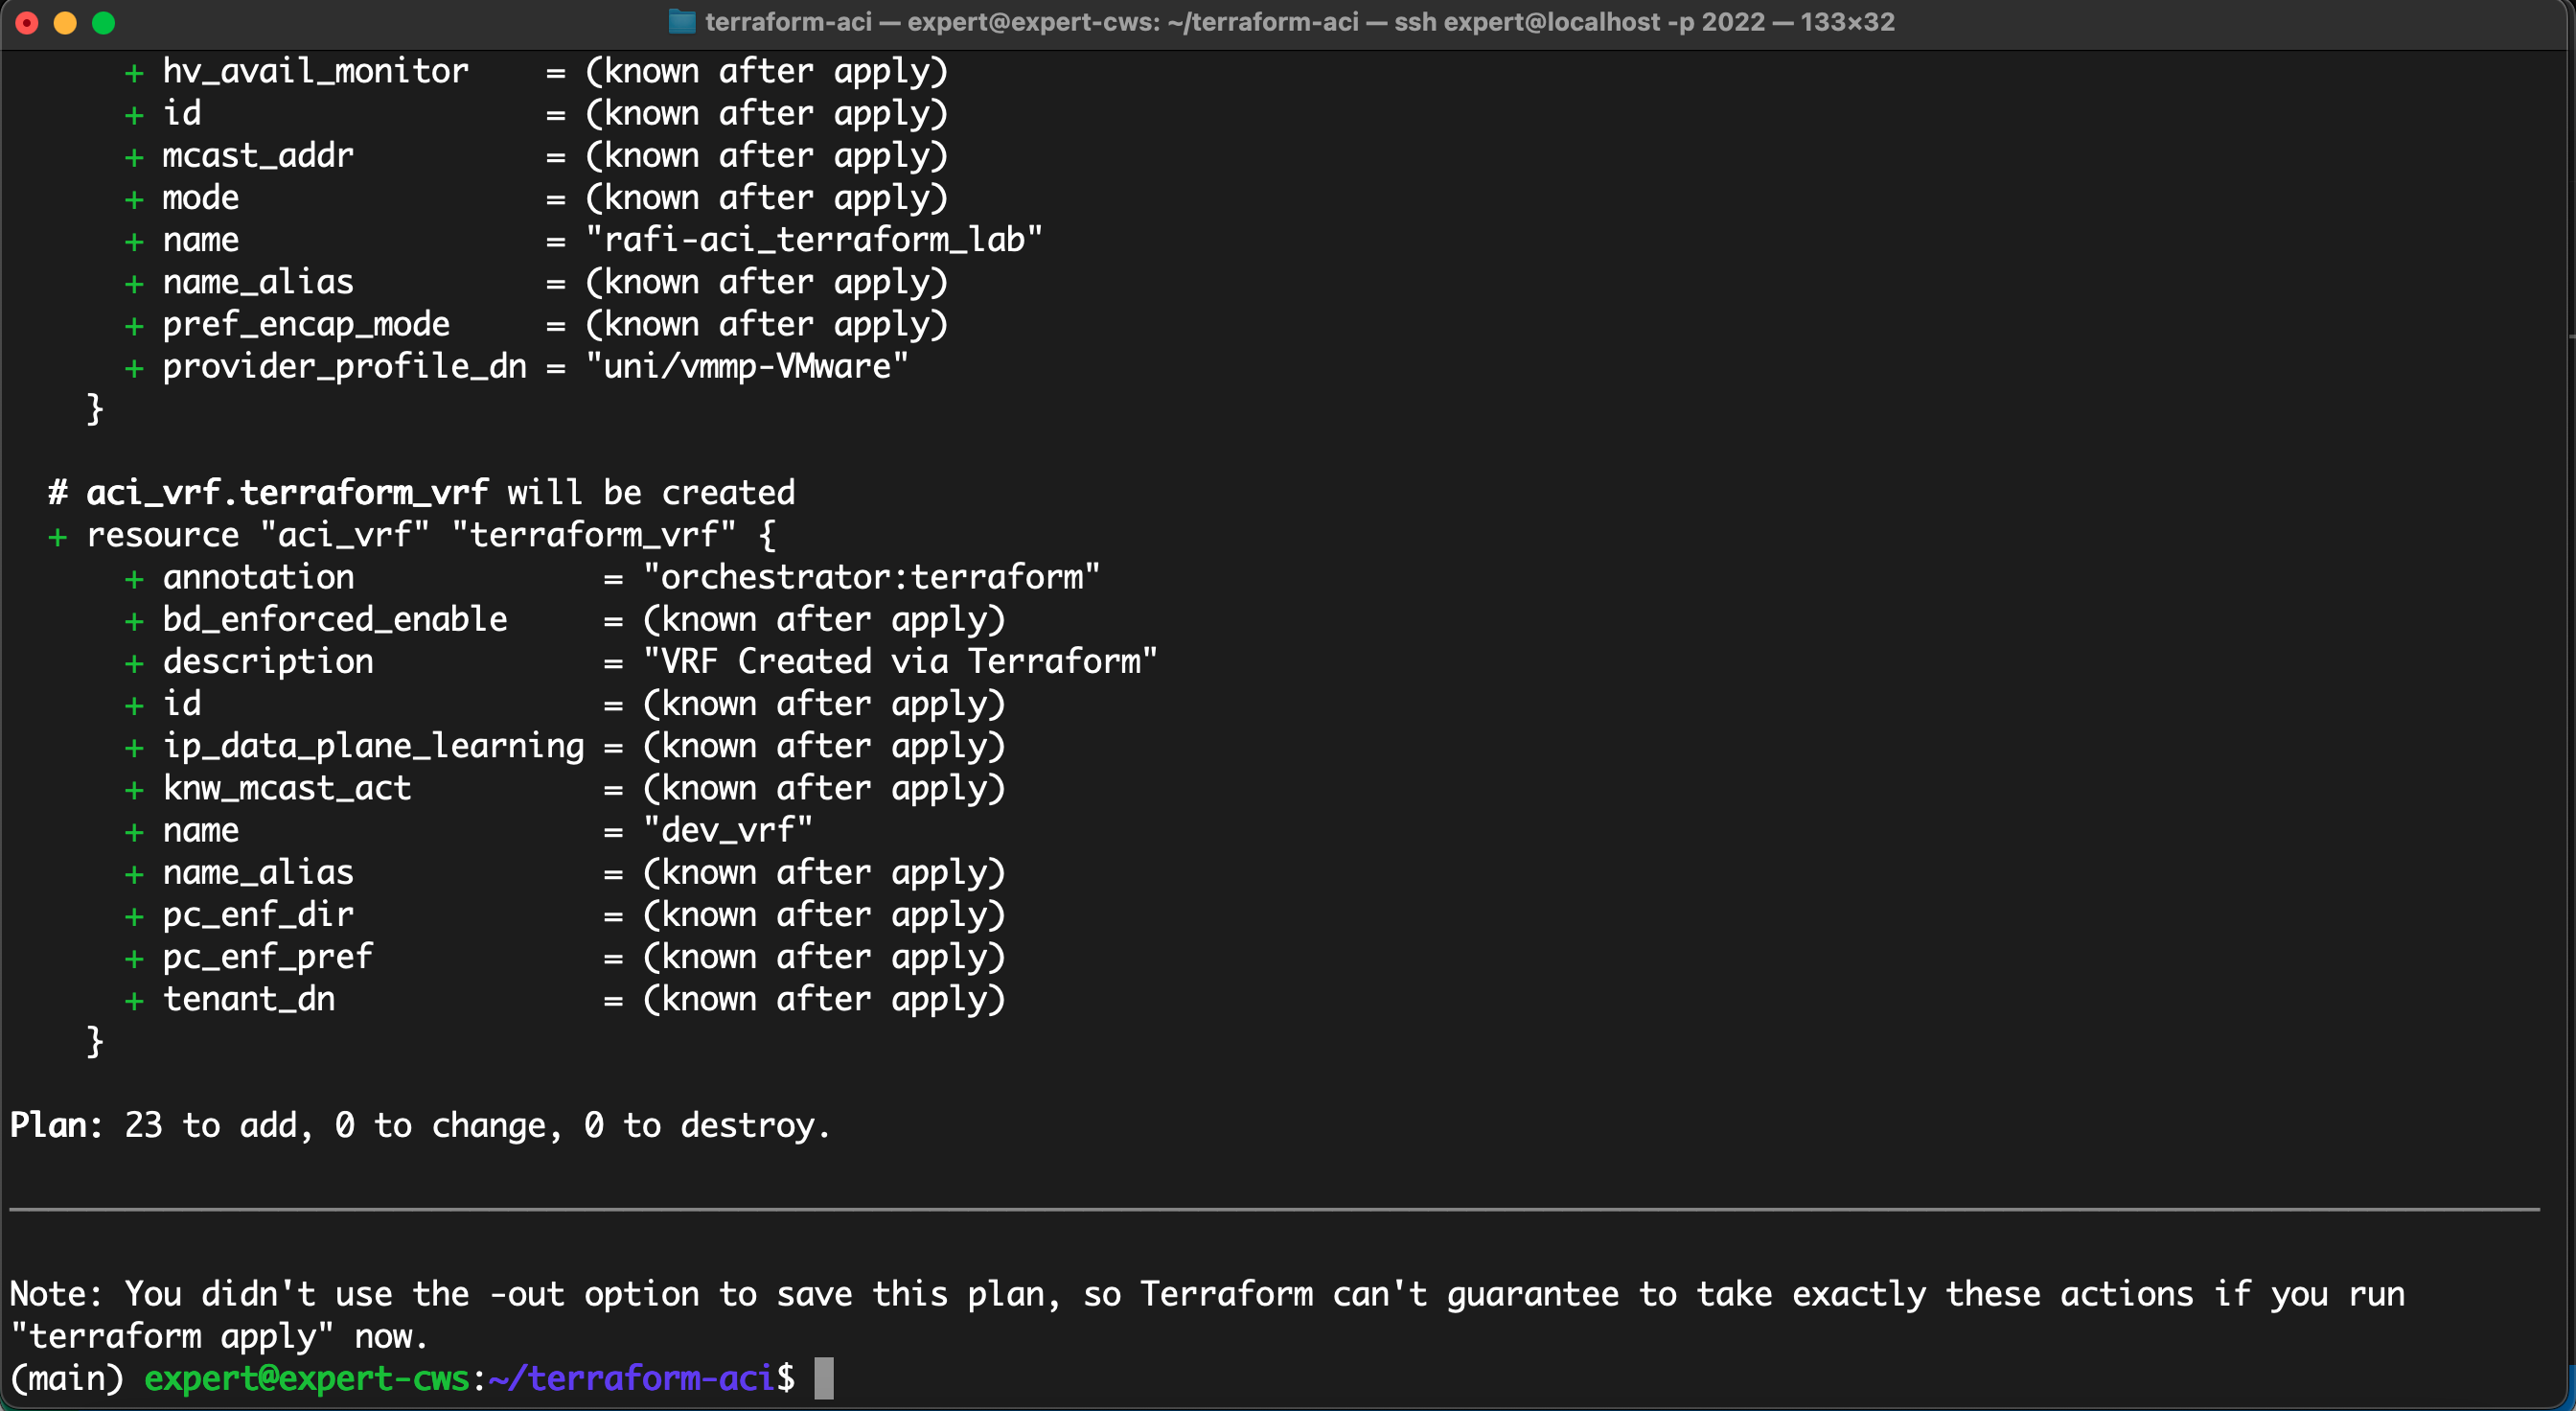 terraform-aci — expert@expert-cws: ~/terraform-aci — ssh expert@localhost -p 2022 — 133×32
      + hv_avail_monitor    = (known after apply)
      + id                  = (known after apply)
      + mcast_addr          = (known after apply)
      + mode                = (known after apply)
      + name                = "rafi-aci_terraform_lab"
      + name_alias          = (known after apply)
      + pref_encap_mode     = (known after apply)
      + provider_profile_dn = "uni/vmmp-VMware"
    }
  # aci_vrf.terraform_vrf will be created
  + resource "aci_vrf" "terraform_vrf" {
      + annotation             = "orchestrator:terraform"
      + bd_enforced_enable     = (known after apply)
      + description            = "VRF Created via Terraform"
      + id                     = (known after apply)
      + ip_data_plane_learning = (known after apply)
      + knw_mcast_act          = (known after apply)
      + name                   = "dev_vrf"
      + name_alias             = (known after apply)
      + pc_enf_dir             = (known after apply)
      + pc_enf_pref            = (known after apply)
      + tenant_dn              = (known after apply)
    }
Plan: 23 to add, 0 to change, 0 to destroy.
Note: You didn't use the -out option to save this plan, so Terraform can't guarantee to take exactly these actions if you run
"terraform apply" now.
(main) expert@expert-cws:~/terraform-aci$